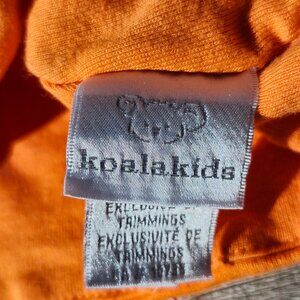 koalakids
EXCLUSIVE OF
TRIMMINGS
EXCLUSIVITÉ DE
TRIMMINGS